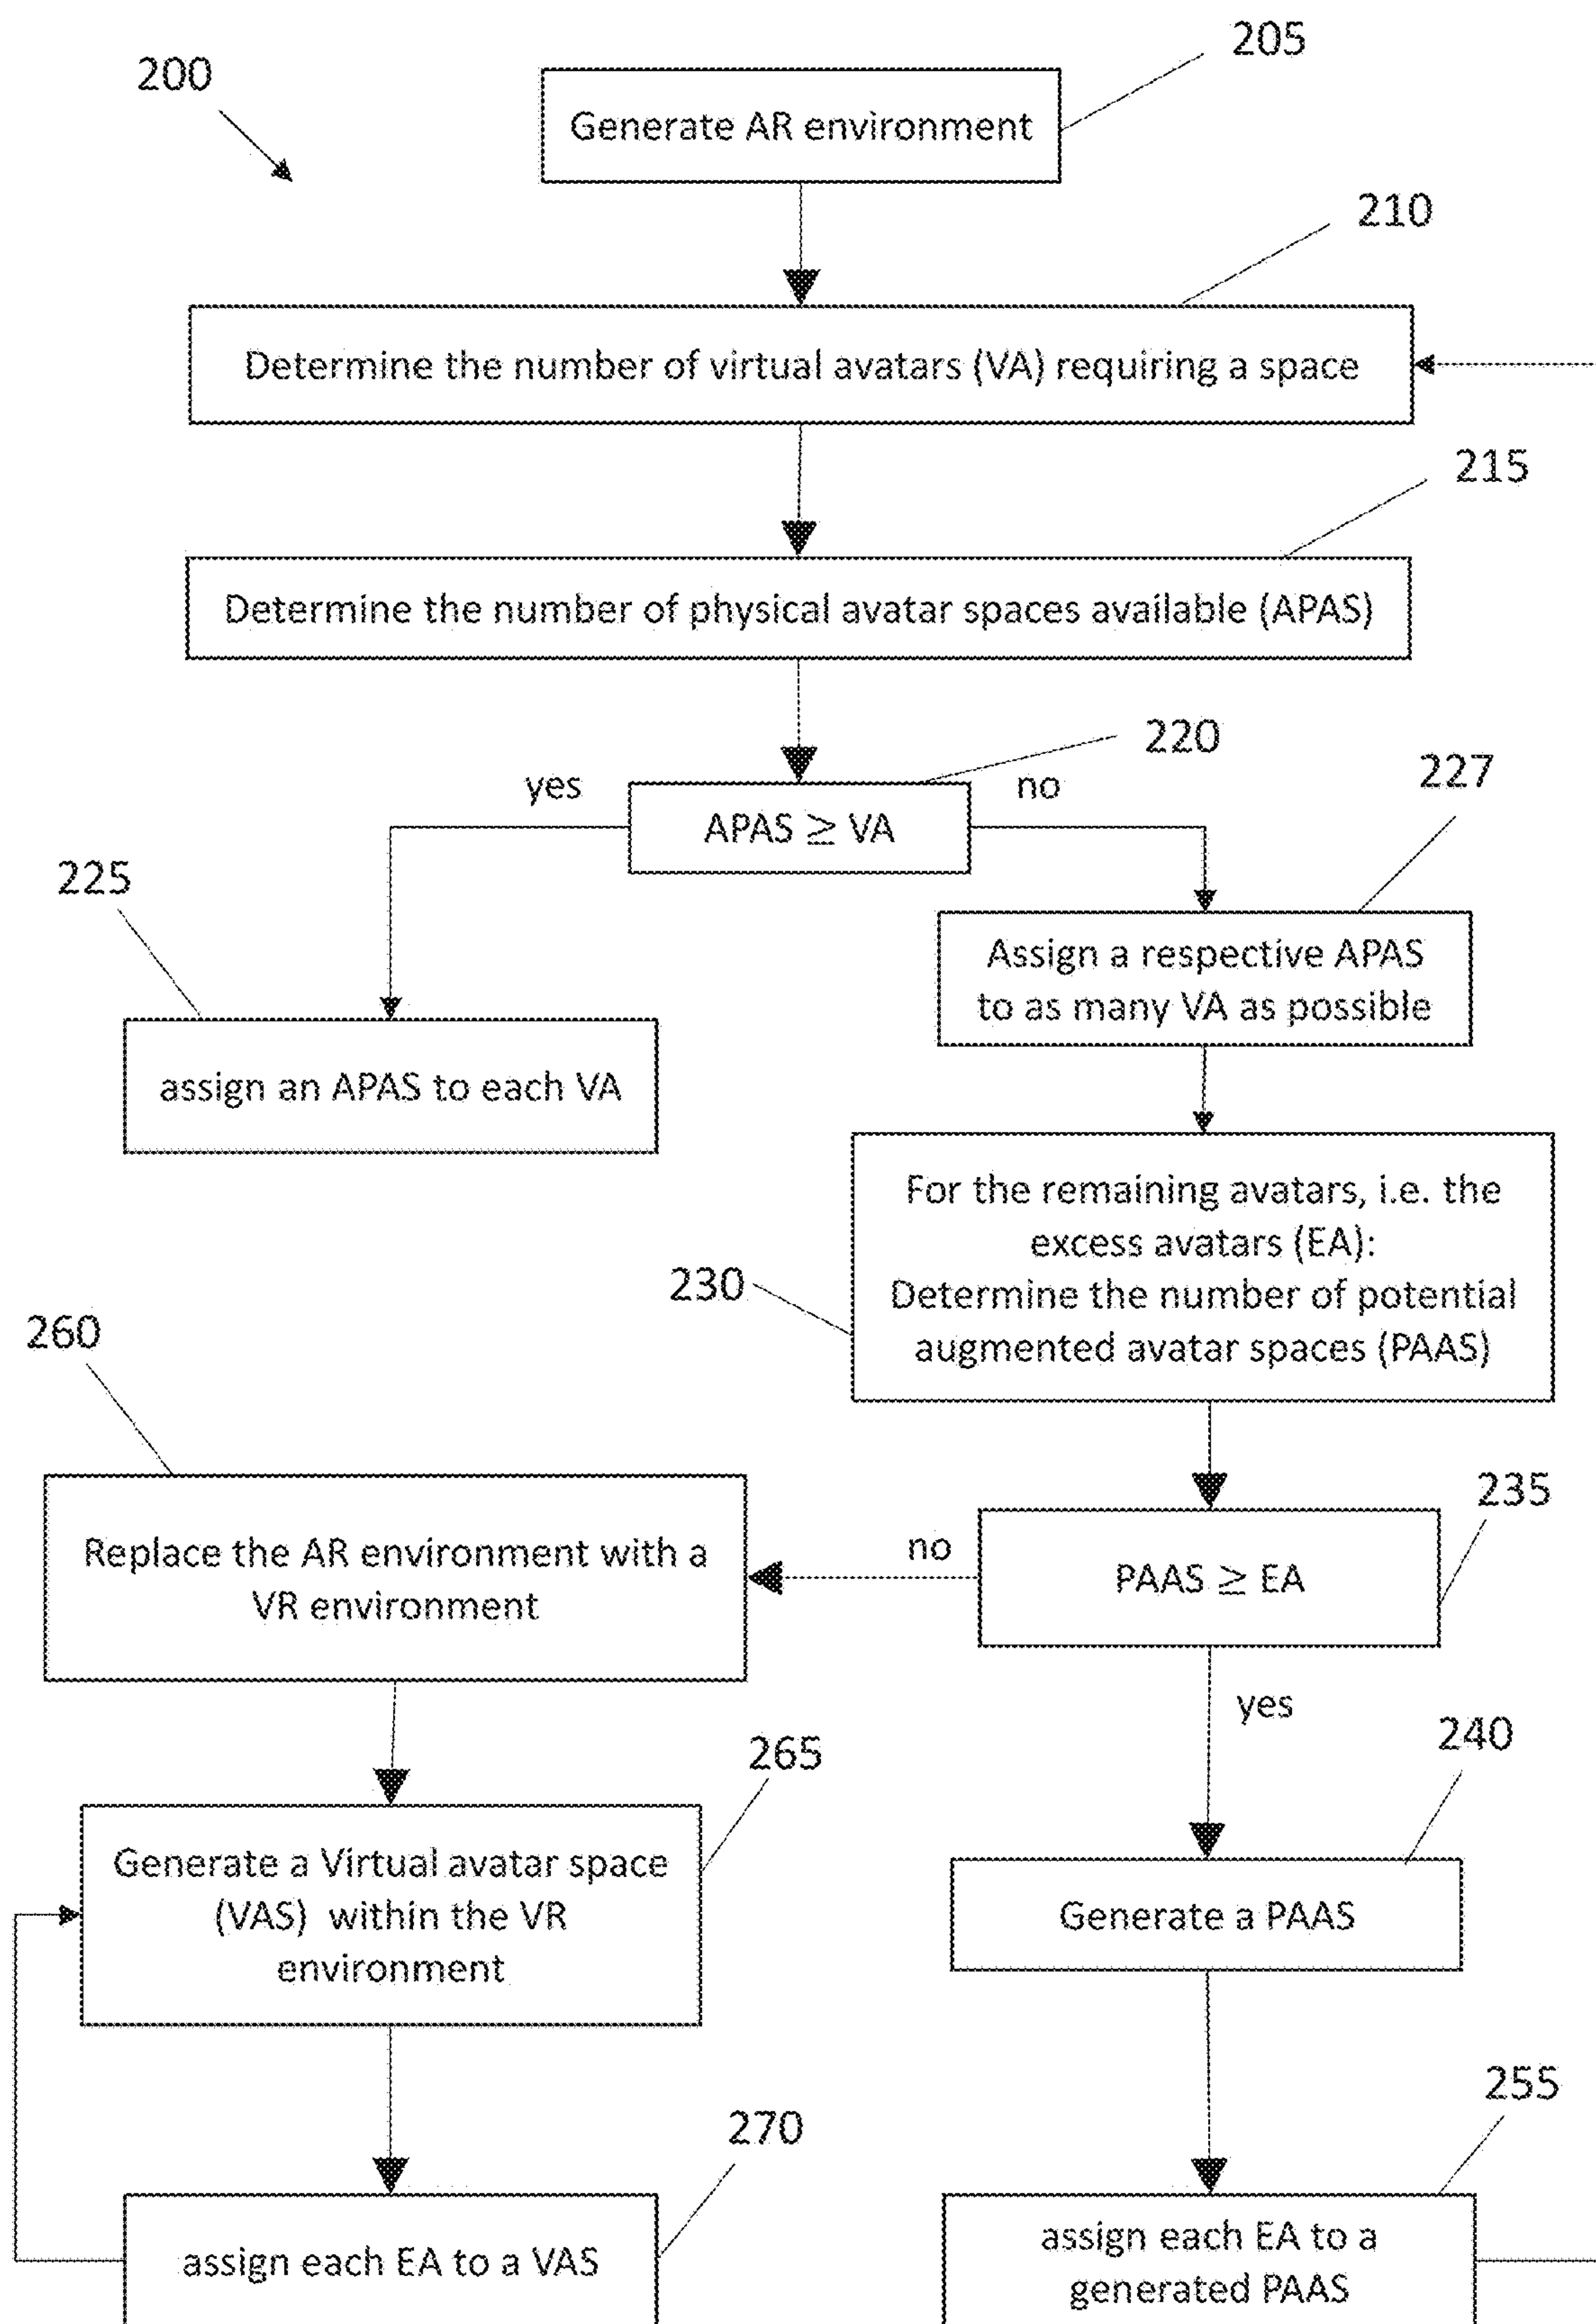 205
200
Generate AR environment
210
Determine the number of virtual avatars (VA) requiring a space
215
Determine the number of physical avatar spaces available (APAS)
220
yes
no
227
APAS ≥ VA
225
Assign a respective APAS
to as many VA as possible
assign an APAS to each VA
For the remaining avatars, i.e. the
excess avatars (EA):
230
Determine the number of potential
augmented avatar spaces (PAAS)
260
235
Replace the AR environment with a
VR environment
no
PAAS ≥ EA
yes
240
265
Generate a Virtual avatar space
(VAS) within the VR
environment
Generate a PAAS
255
270
assign each EA to a VAS
assign each EA to a
generated PAAS